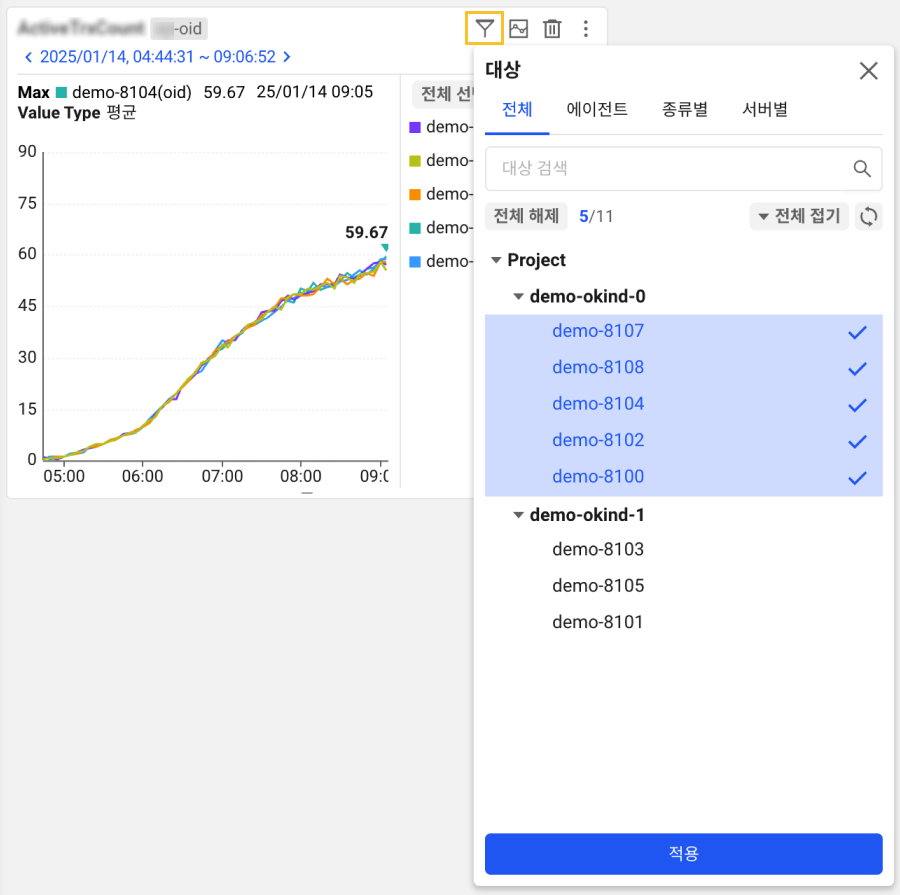 -oid
2025/01/14, 04:44:31 ~ 09:06:52
Max demo-8104(oid) 59.67 25/01/14 09:05
Value Type 평균
90
75
60
45
30
15
0
59.67
05:00 06:00 07:00 08:00 09:0
전체 선
demo-
demo-
demo-
demo-
demo-
대상
전체 에이전트 종류별 서버별
대상 검색
전체 해제 5/11 전체 접기
Project
demo-okind-0
demo-8107
demo-8108
demo-8104
demo-8102
demo-8100
demo-okind-1
demo-8103
demo-8105
demo-8101
적용